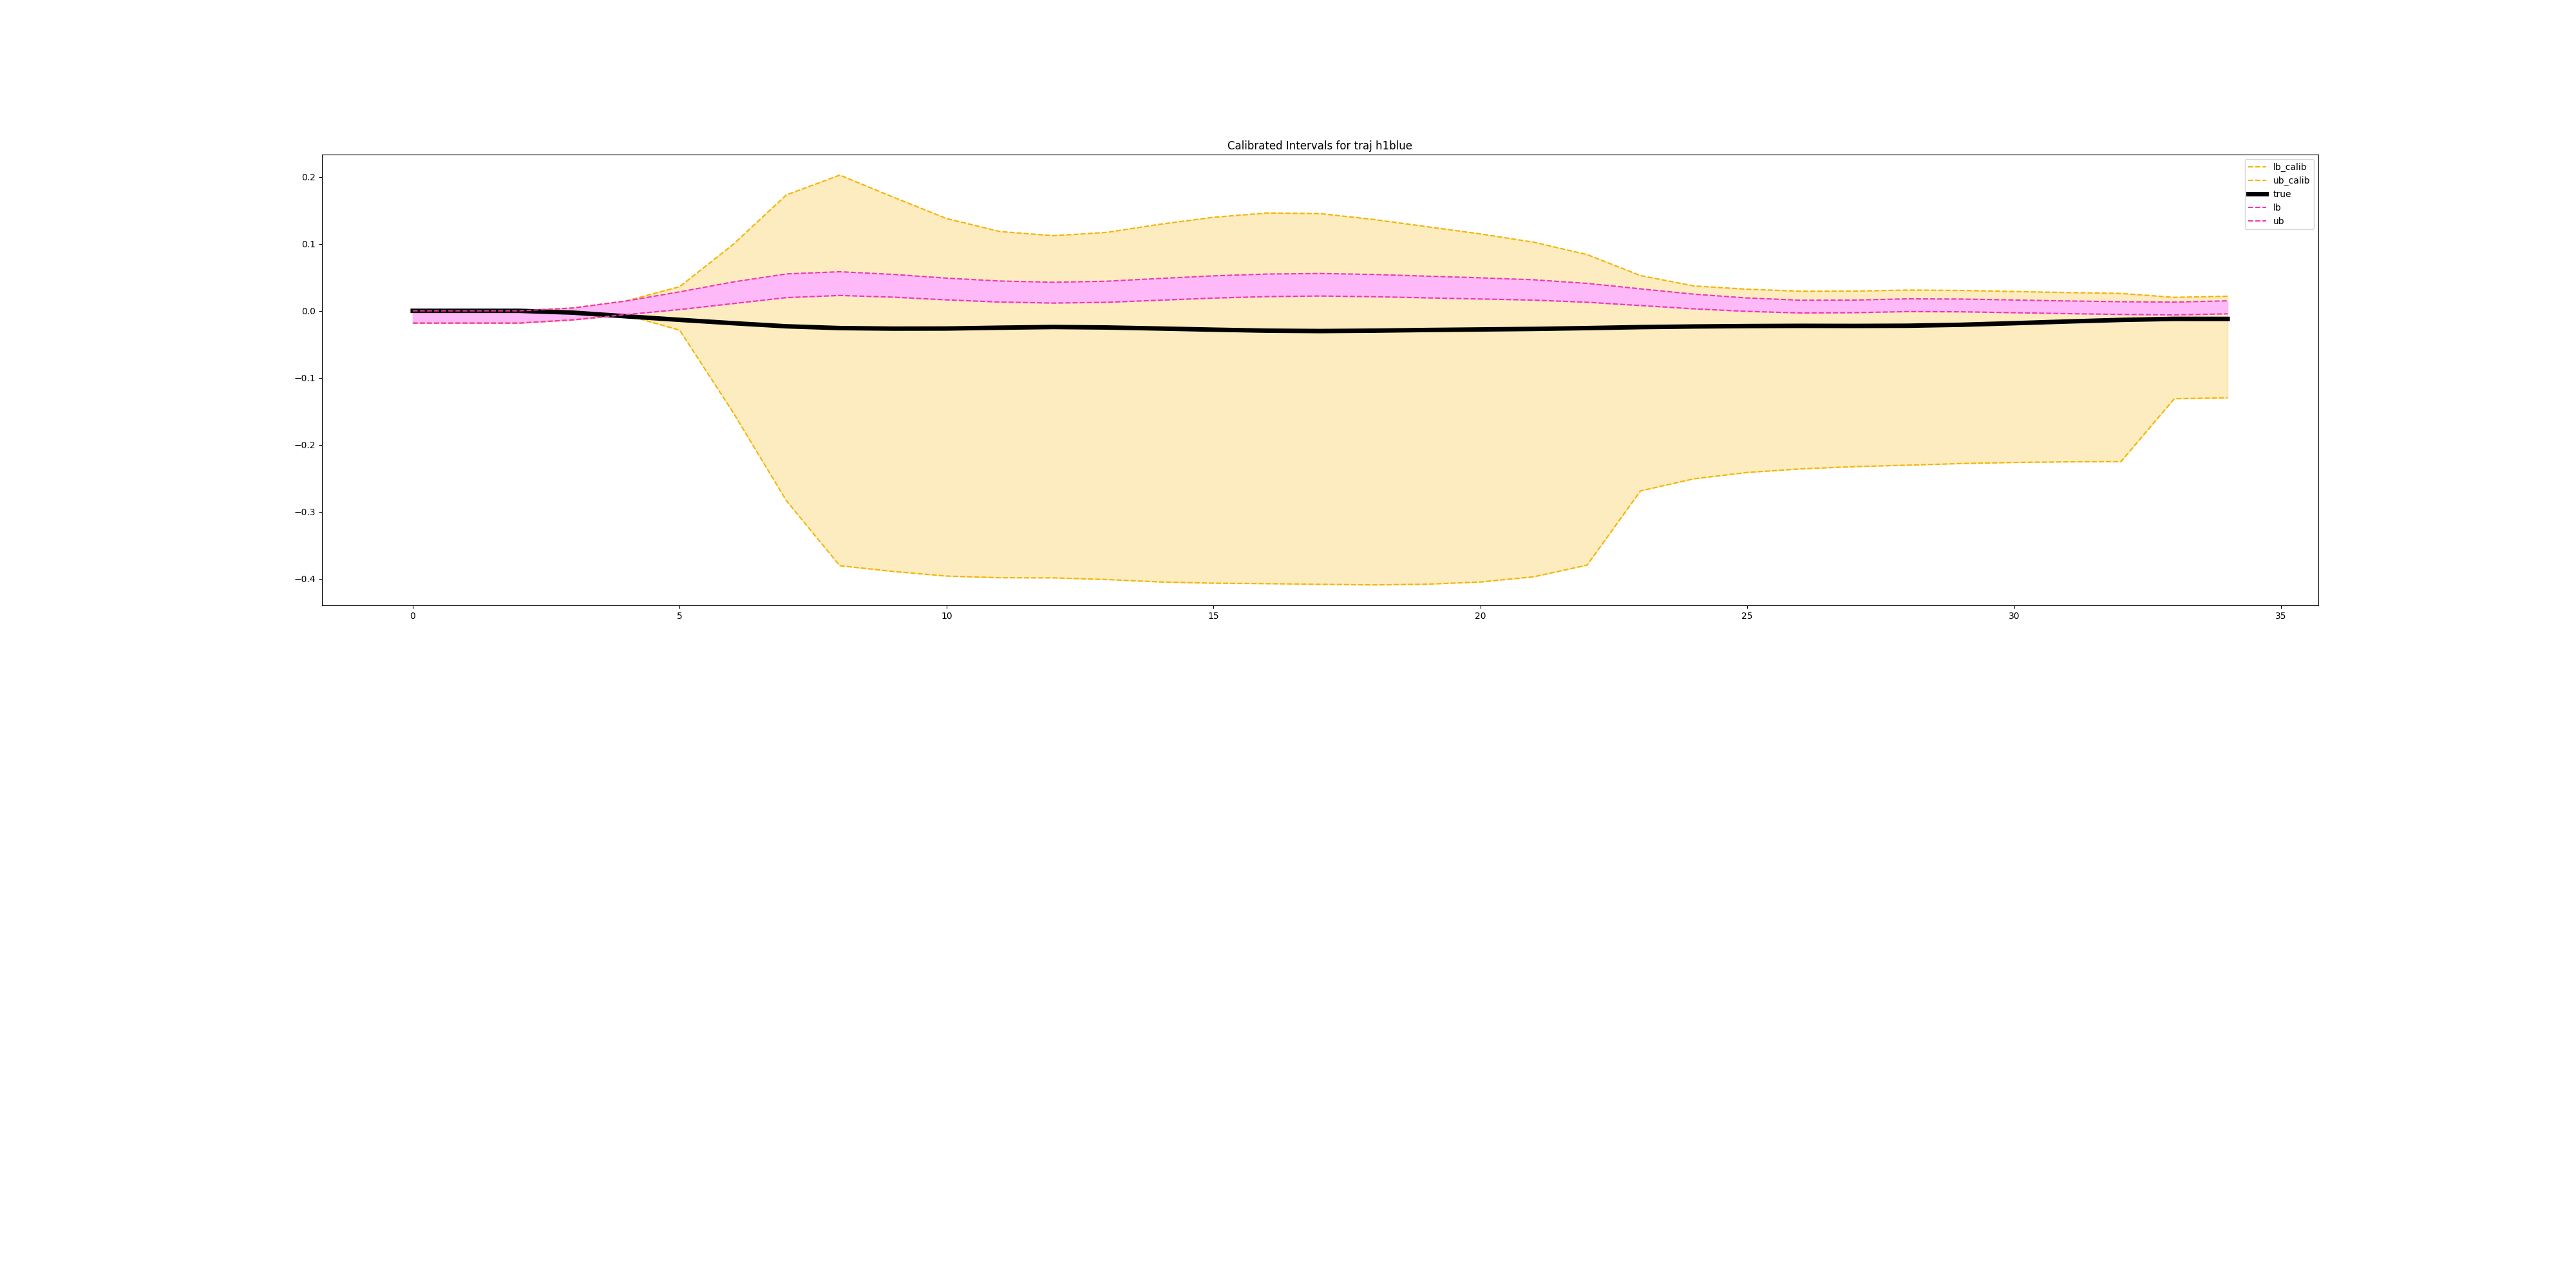 Calibrated Intervals for traj h1blue
lb_calib
ub_calib
true
lb
ub
0.2
0.1
0.0
−0.1
−0.2
−0.3
−0.4
0 5 10 15 20 25 30 35